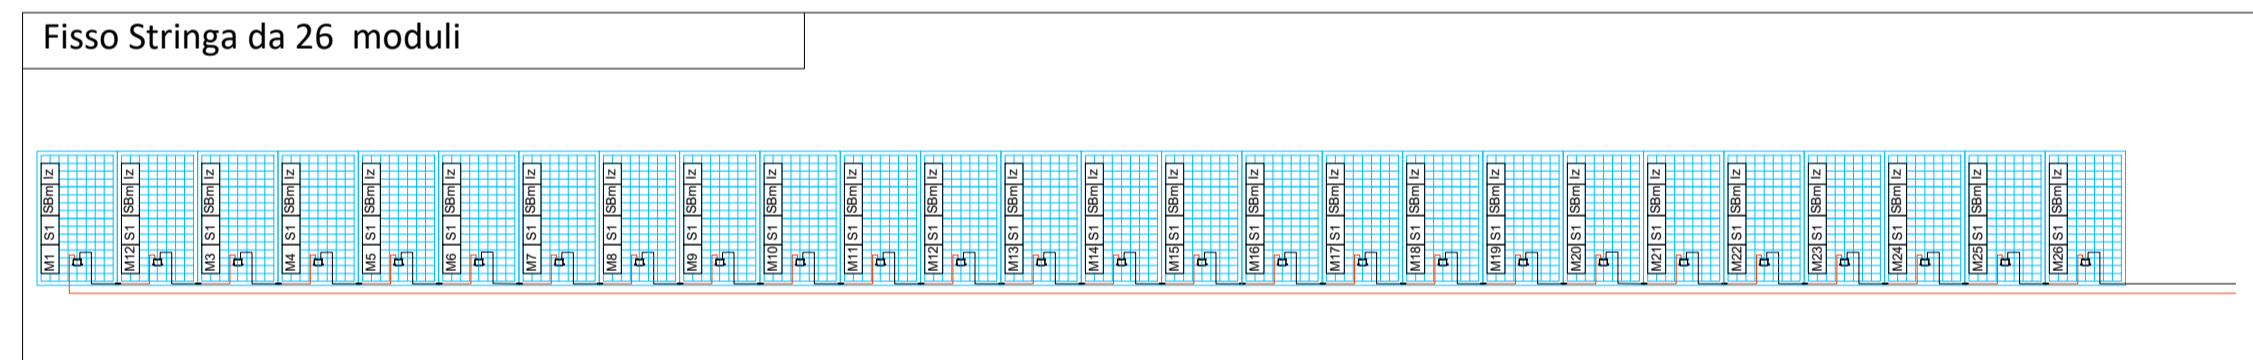 Fisso Stringa da 26 moduli
M1 S1 SBm Iz
M12 S1 SBm Iz
M3 S1 SBm Iz
M4 S1 SBm Iz
M5 S1 SBm Iz
M6 S1 SBm Iz
M7 S1 SBm Iz
M8 S1 SBm Iz
M9 S1 SBm Iz
M10 S1 SBm Iz
M11 S1 SBm Iz
M12 S1 SBm Iz
M13 S1 SBm Iz
M14 S1 SBm Iz
M15 S1 SBm Iz
M16 S1 SBm Iz
M17 S1 SBm Iz
M18 S1 SBm Iz
M19 S1 SBm Iz
M20 S1 SBm Iz
M21 S1 SBm Iz
M22 S1 SBm Iz
M23 S1 SBm Iz
M24 S1 SBm Iz
M25 S1 SBm Iz
M26 S1 SBm Iz